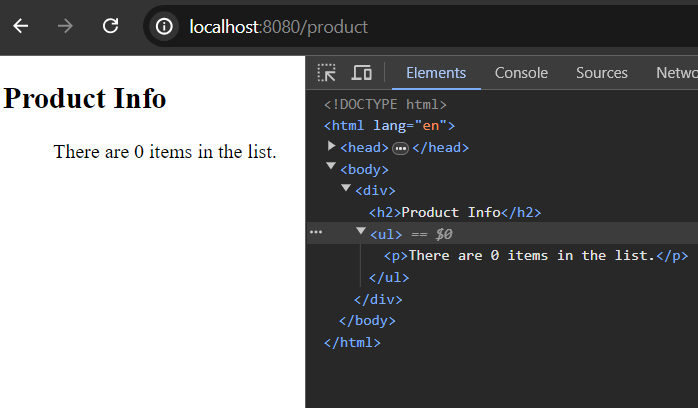 localhost:8080/product
Elements Console Sources Netwo
Product Info
There are 0 items in the list.
<!DOCTYPE html>
<html lang="en">
<head> ••• </head>
<body>
<div>
<h2>Product Info</h2>
••• <ul> == $0
<p>There are 0 items in the list.</p>
</ul>
</div>
</body>
</html>